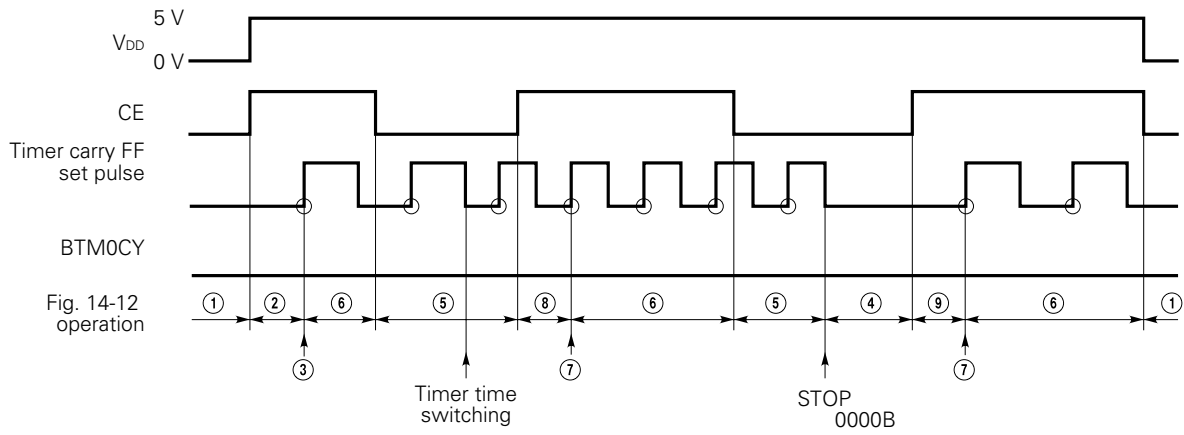 5 V
VDD
0 V
CE
Timer carry FF
set pulse
BTM0CY
Fig. 14-12
operation
① ② ⑥ ⑤ ⑧ ⑥ ⑤ ④ ⑨ ⑥ ①
③ ⑦ ⑦
Timer time
switching
STOP
0000B